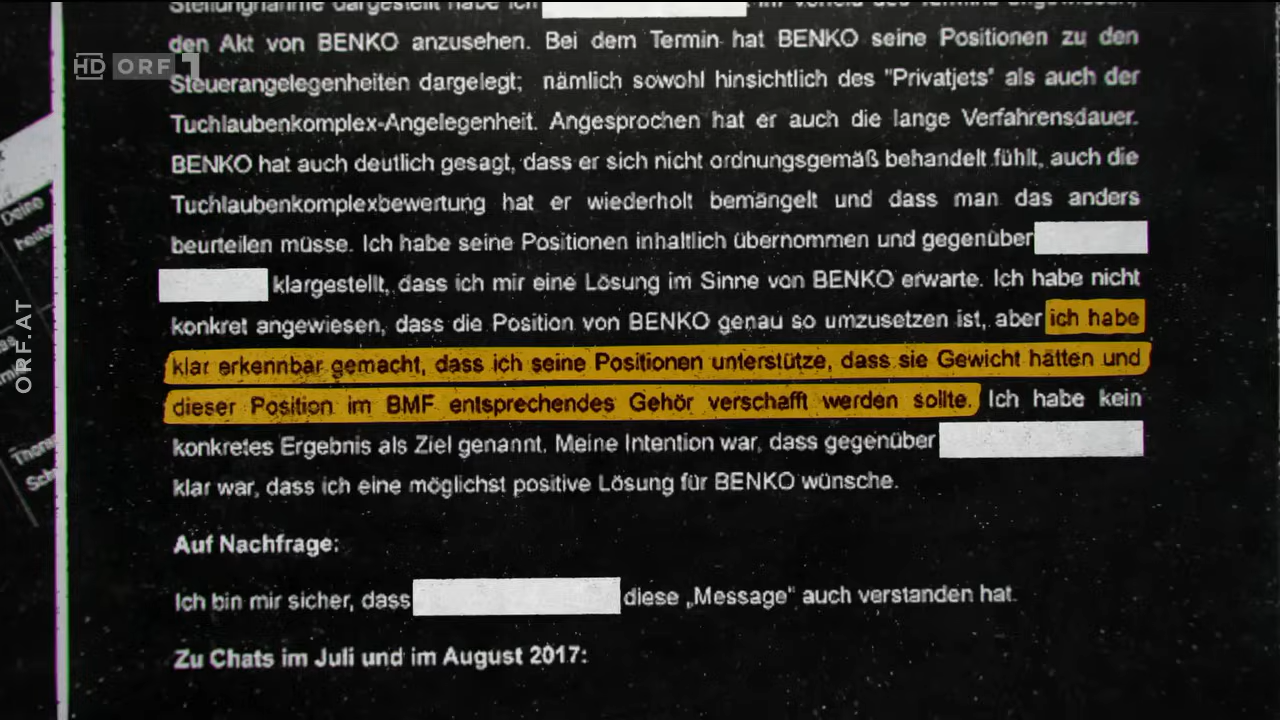 Stellungnahme dargestellt habe ich
den Akt von BENKO anzusehen. Bei dem Termin hat BENKO seine Positionen zu den
HD ORF 1
Steuerangelegenheiten dargelegt; nämlich sowohl hinsichtlich des "Privatjets" als auch der
Tuchlaubenkomplex-Angelegenheit. Angesprochen hat er auch die lange Verfahrensdauer.
BENKO hat auch deutlich gesagt, dass er sich nicht ordnungsgemäß behandelt fühlt, auch die
Tuchlaubenkomplexbewertung hat er wiederholt bemängelt und dass man das anders
beurteilen müsse. Ich habe seine Positionen inhaltlich übernommen und gegenüber
klargestellt, dass ich mir eine Lösung im Sinne von BENKO erwarte. Ich habe nicht
konkret angewiesen, dass die Position von BENKO genau so umzusetzen ist, aber ich habe
klar erkennbar gemacht, dass ich seine Positionen unterstütze, dass sie Gewicht hätten und
dieser Position im BMF entsprechendes Gehör verschafft werden sollte. Ich habe kein
konkretes Ergebnis als Ziel genannt. Meine Intention war, dass gegenüber
klar war, dass ich eine möglichst positive Lösung für BENKO wünsche.
Auf Nachfrage:
Ich bin mir sicher, dass diese „Message“ auch verstanden hat.
Zu Chats im Juli und im August 2017:
ORF.AT
Deine